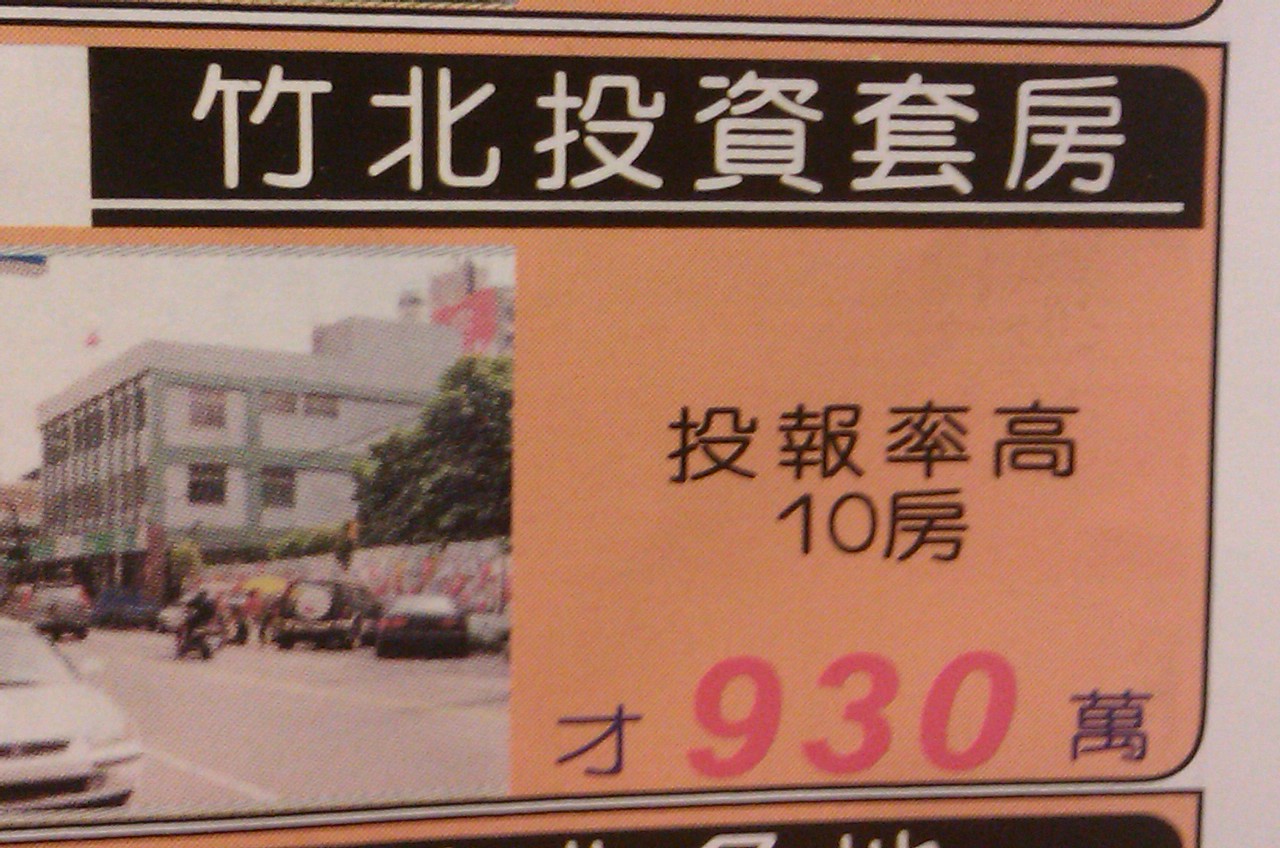 竹北投資套房
投報率高
10房
才 930 萬